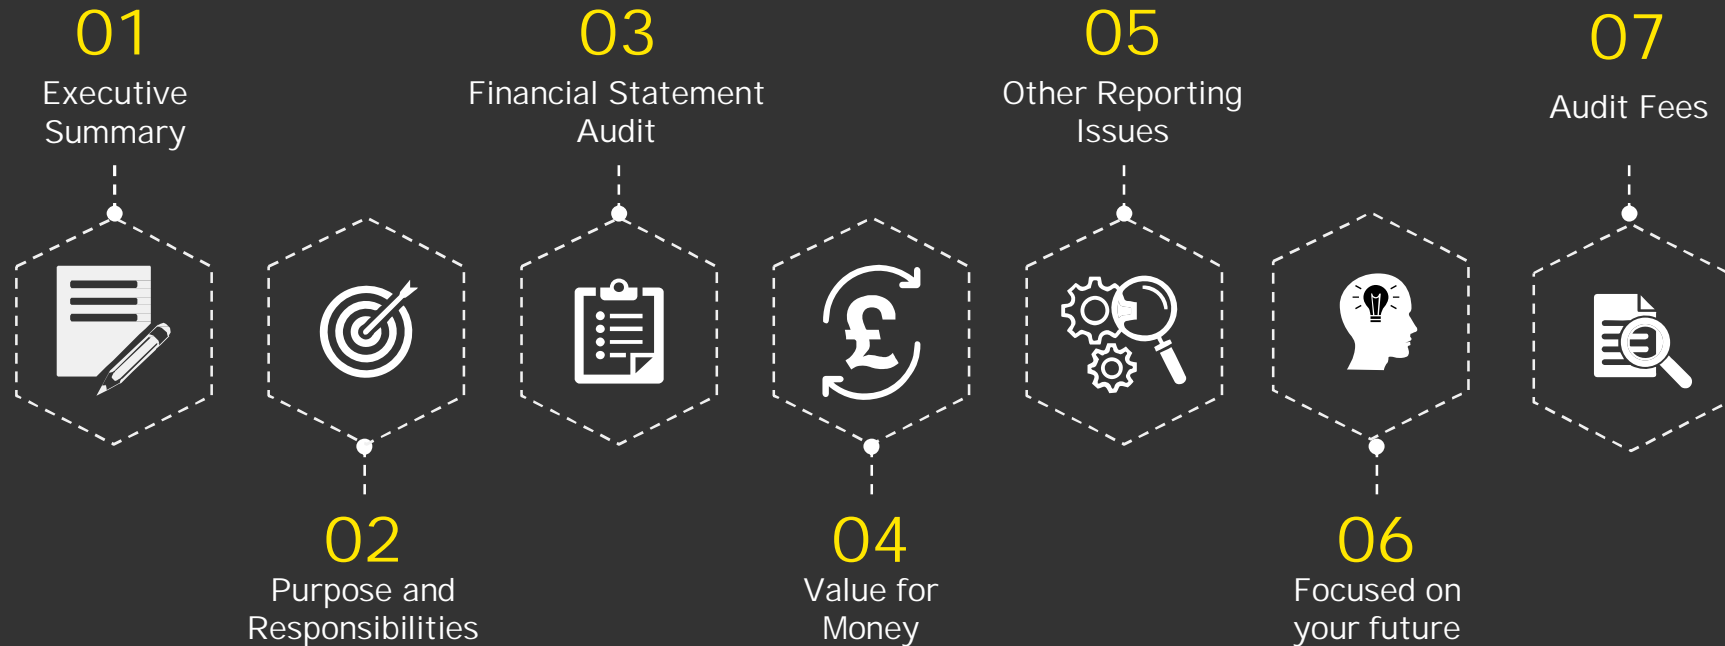 01
Executive
Summary
02
Purpose and
Responsibilities
03
Financial Statement
Audit
04
Value for
Money
05
Other Reporting
Issues
06
Focused on
your future
07
Audit Fees